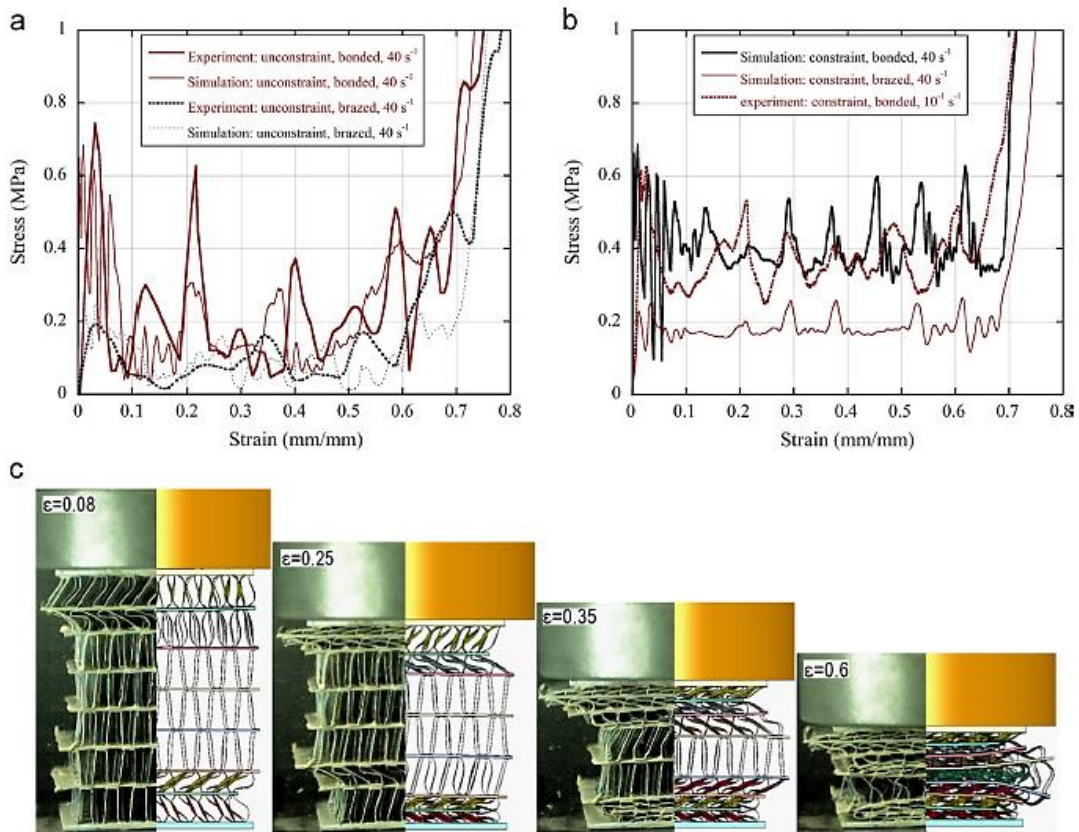 a
Experiment: unconstraint, bonded, 40 s⁻¹
Simulation: unconstraint, bonded, 40 s⁻¹
Experiment: unconstraint, brazed, 40 s⁻¹
Simulation: unconstraint, brazed, 40 s⁻¹
1
0.8
0.6
0.4
0.2
0
Stress (MPa)
0 0.1 0.2 0.3 0.4 0.5 0.6 0.7 0.8
Strain (mm/mm)
b
Simulation: constraint, bonded, 40 s⁻¹
Simulation: constraint, brazed, 40 s⁻¹
experiment: constraint, bonded, 10⁻¹ s⁻¹
1
0.8
0.6
0.4
0.2
0
Stress (MPa)
0 0.1 0.2 0.3 0.4 0.5 0.6 0.7 0.8
Strain (mm/mm)
c
ε=0.08
ε=0.25
ε=0.35
ε=0.6